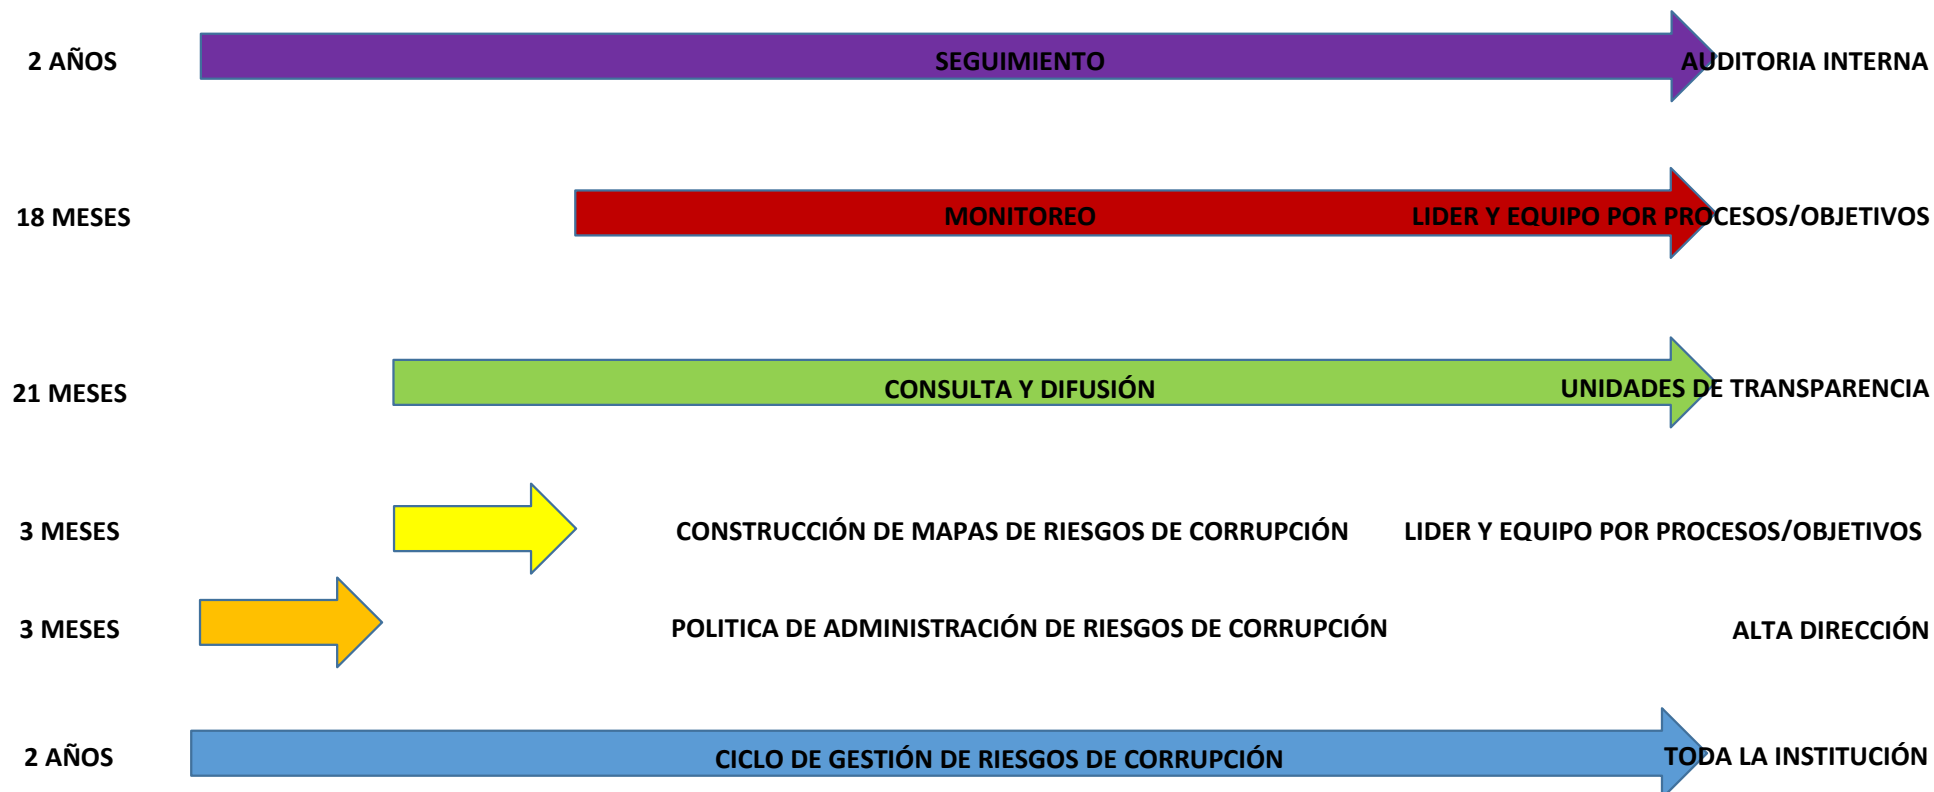 2 AÑOS SEGUIMIENTO AUDITORIA INTERNA
18 MESES MONITOREO LIDER Y EQUIPO POR PROCESOS/OBJETIVOS
21 MESES CONSULTA Y DIFUSIÓN UNIDADES DE TRANSPARENCIA
3 MESES CONSTRUCCIÓN DE MAPAS DE RIESGOS DE CORRUPCIÓN LIDER Y EQUIPO POR PROCESOS/OBJETIVOS
3 MESES POLITICA DE ADMINISTRACIÓN DE RIESGOS DE CORRUPCIÓN ALTA DIRECCIÓN
2 AÑOS CICLO DE GESTIÓN DE RIESGOS DE CORRUPCIÓN TODA LA INSTITUCIÓN